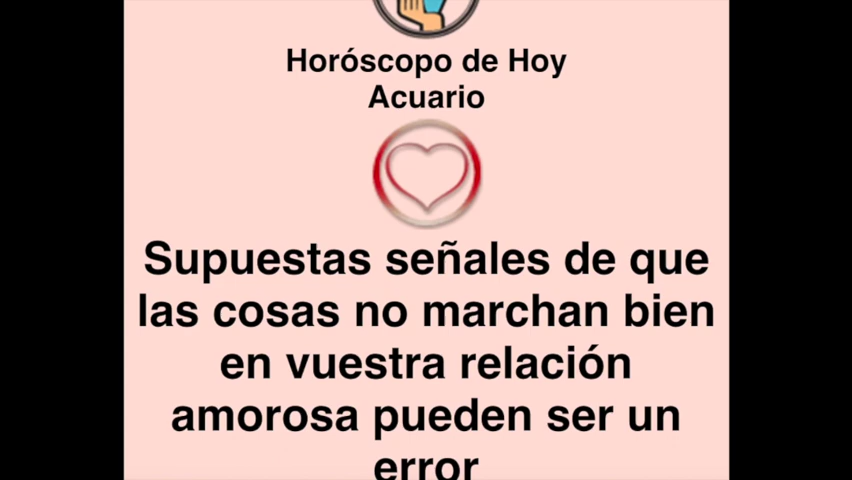 Horóscopo de Hoy
Acuario
Supuestas señales de que
las cosas no marchan bien
en vuestra relación
amorosa pueden ser un
error